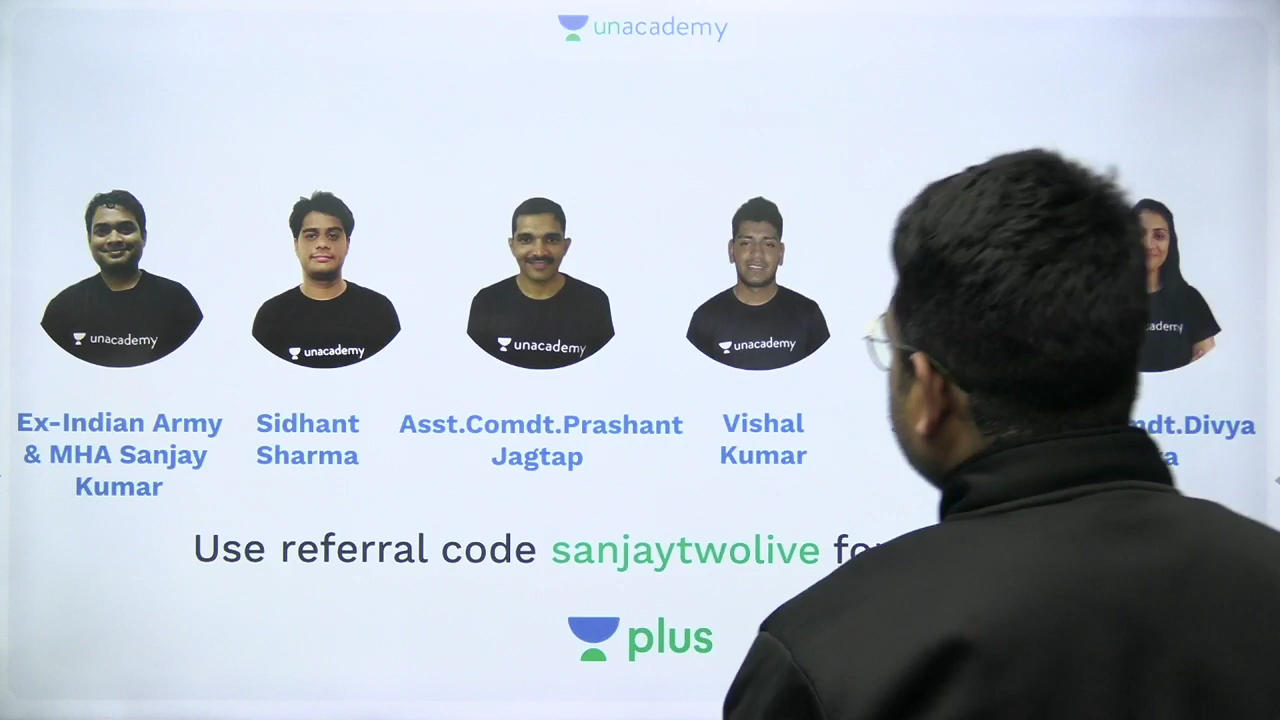 unacademy
unacademy
unacademy
unacademy
unacademy
Ex-Indian Army
& MHA Sanjay
Kumar
Sidhant
Sharma
Asst.Comdt.Prashant
Jagtap
Vishal
Kumar
Divya
Use referral code sanjaytwolive
plus